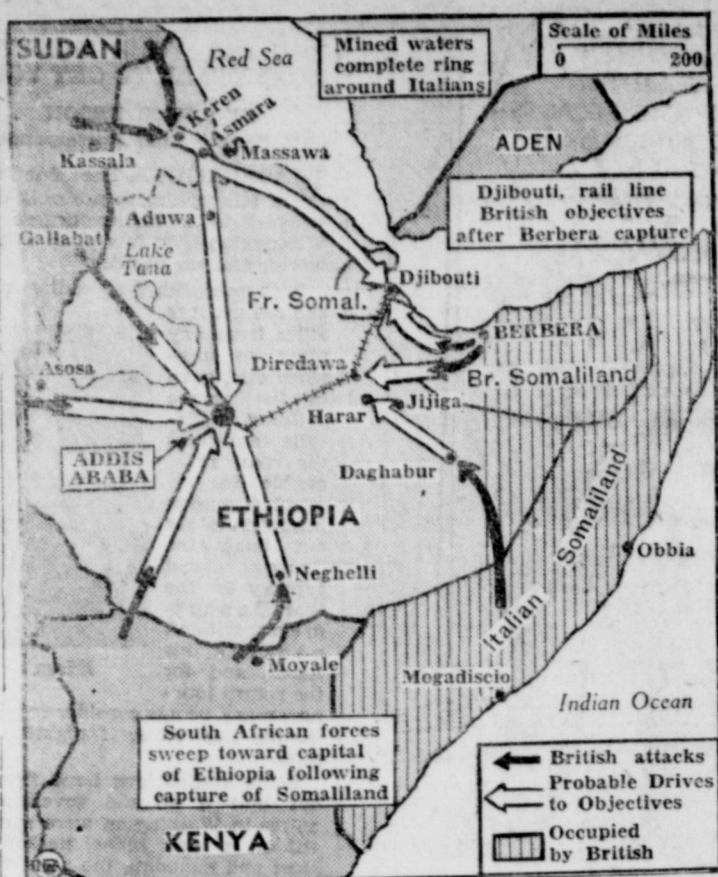 SUDAN
Red Sea
Mined waters
complete ring
around Italians
Scale of Miles
0 200
Keren
Asmara
Kassala
Massawa
ADEN
Djibouti, rail line
British objectives
after Berbera capture
Aduwa
Gallabat
Lake
Tana
Djibouti
Fr. Somal.
BERBERA
Asosa
Diredawa
Br. Somaliland
Harar
Jijiga
ADDIS
ABABA
Daghabur
ETHIOPIA
Italian Somaliland
Obbia
Neghelli
Moyale
Mogadiscio
Indian Ocean
South African forces
sweep toward capital
of Ethiopia following
capture of Somaliland
British attacks
Probable Drives
to Objectives
Occupied
by British
KENYA